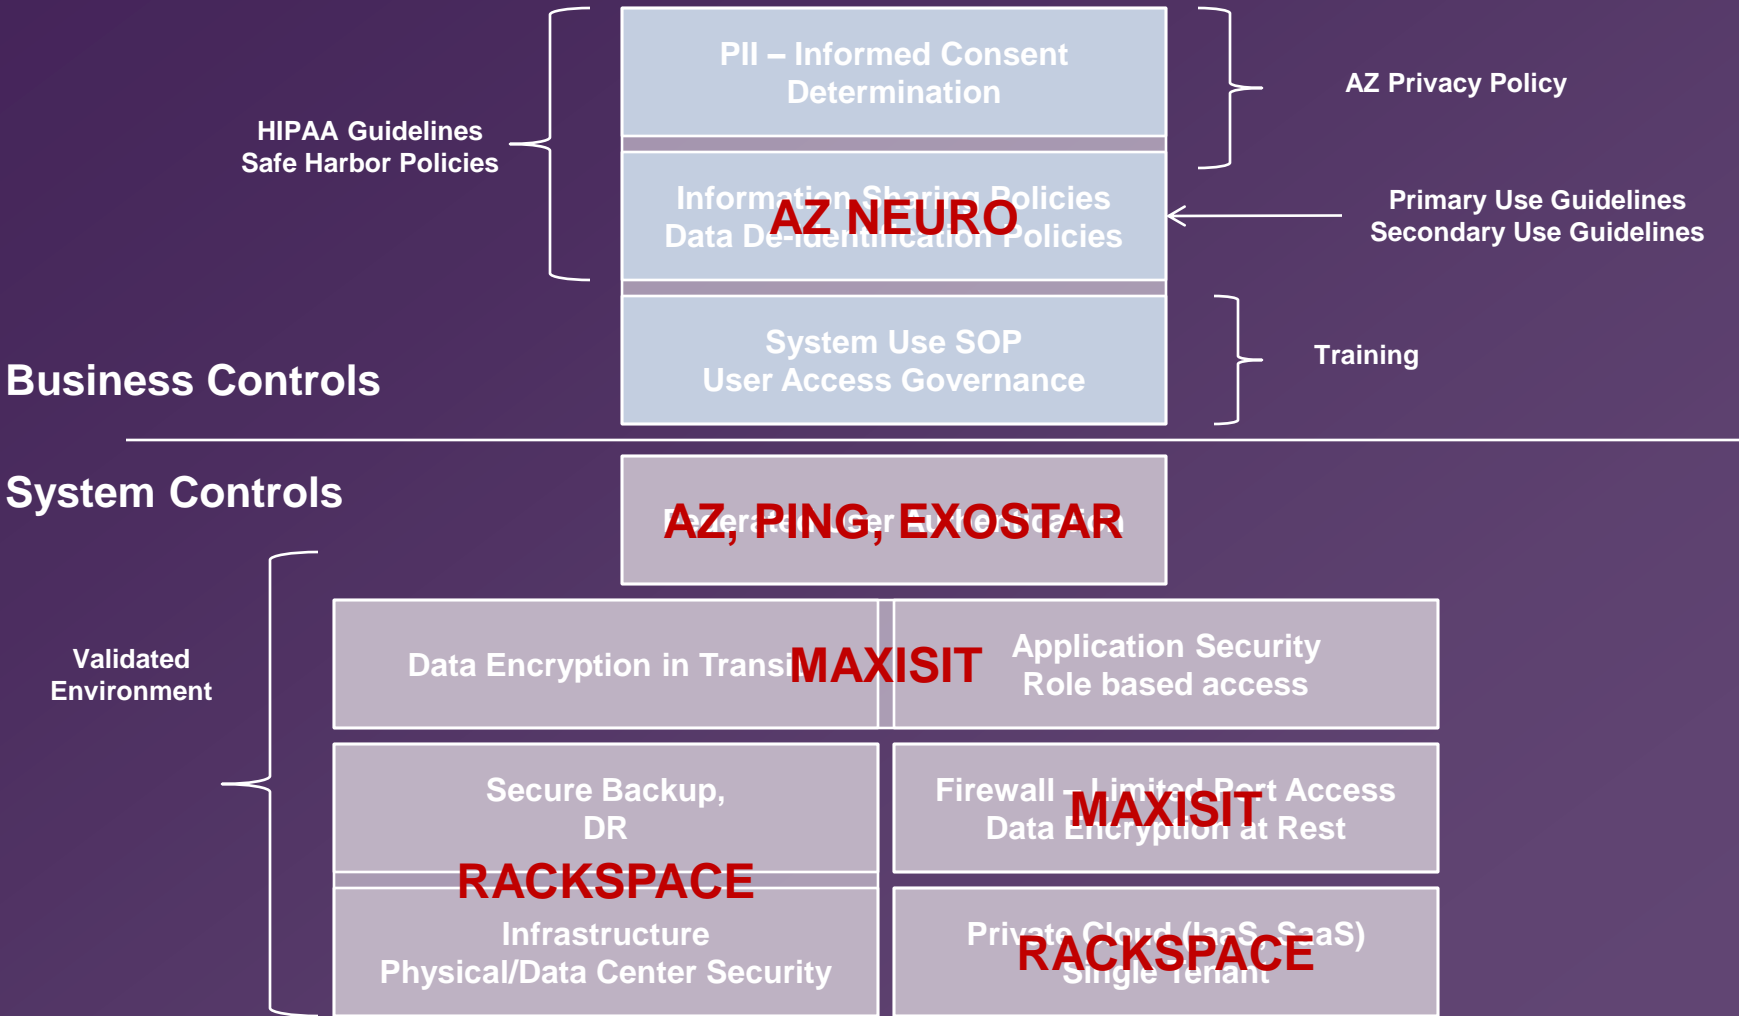 PII – Informed Consent
Determination
AZ Privacy Policy
HIPAA Guidelines
Safe Harbor Policies
Information Sharing Policies
Data De-identification Policies
AZ NEURO
Primary Use Guidelines
Secondary Use Guidelines
System Use SOP
User Access Governance
Training
Business Controls
System Controls
Federated User Authentication
AZ, PING, EXOSTAR
Validated
Environment
Data Encryption in Transit
MAXISIT
Application Security
Role based access
Secure Backup,
DR
Firewall – Limited Port Access
Data Encryption at Rest
MAXISIT
RACKSPACE
Infrastructure
Physical/Data Center Security
Private Cloud (IaaS, SaaS)
Single Tenant
RACKSPACE